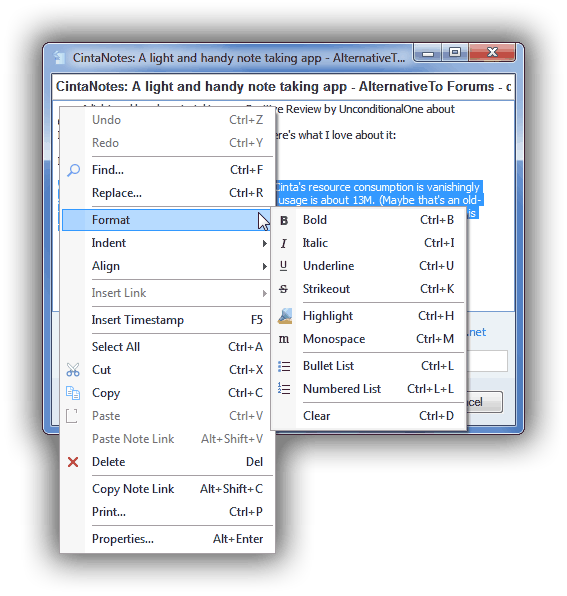 CintaNotes: A light and handy note taking app - AlternativeT...
CintaNotes: A light and handy note taking app - AlternativeTo Forums - c
Review by UnconditionalOne about
here's what I love about it:
Cinta's resource consumption is vanishingly
usage is about 13M. (Maybe that's an old-
is
.net
Undo Ctrl+Z
Redo Ctrl+Y
Find... Ctrl+F
Replace... Ctrl+R
Format
Indent
Align
Insert Link
Insert Timestamp F5
Select All Ctrl+A
Cut Ctrl+X
Copy Ctrl+C
Paste Ctrl+V
Paste Note Link Alt+Shift+V
Delete Del
Copy Note Link Alt+Shift+C
Print... Ctrl+P
Properties... Alt+Enter
B Bold Ctrl+B
I Italic Ctrl+I
U Underline Ctrl+U
S Strikeout Ctrl+K
Highlight Ctrl+H
m Monospace Ctrl+M
Bullet List Ctrl+L
Numbered List Ctrl+L+L
Clear Ctrl+D
cel